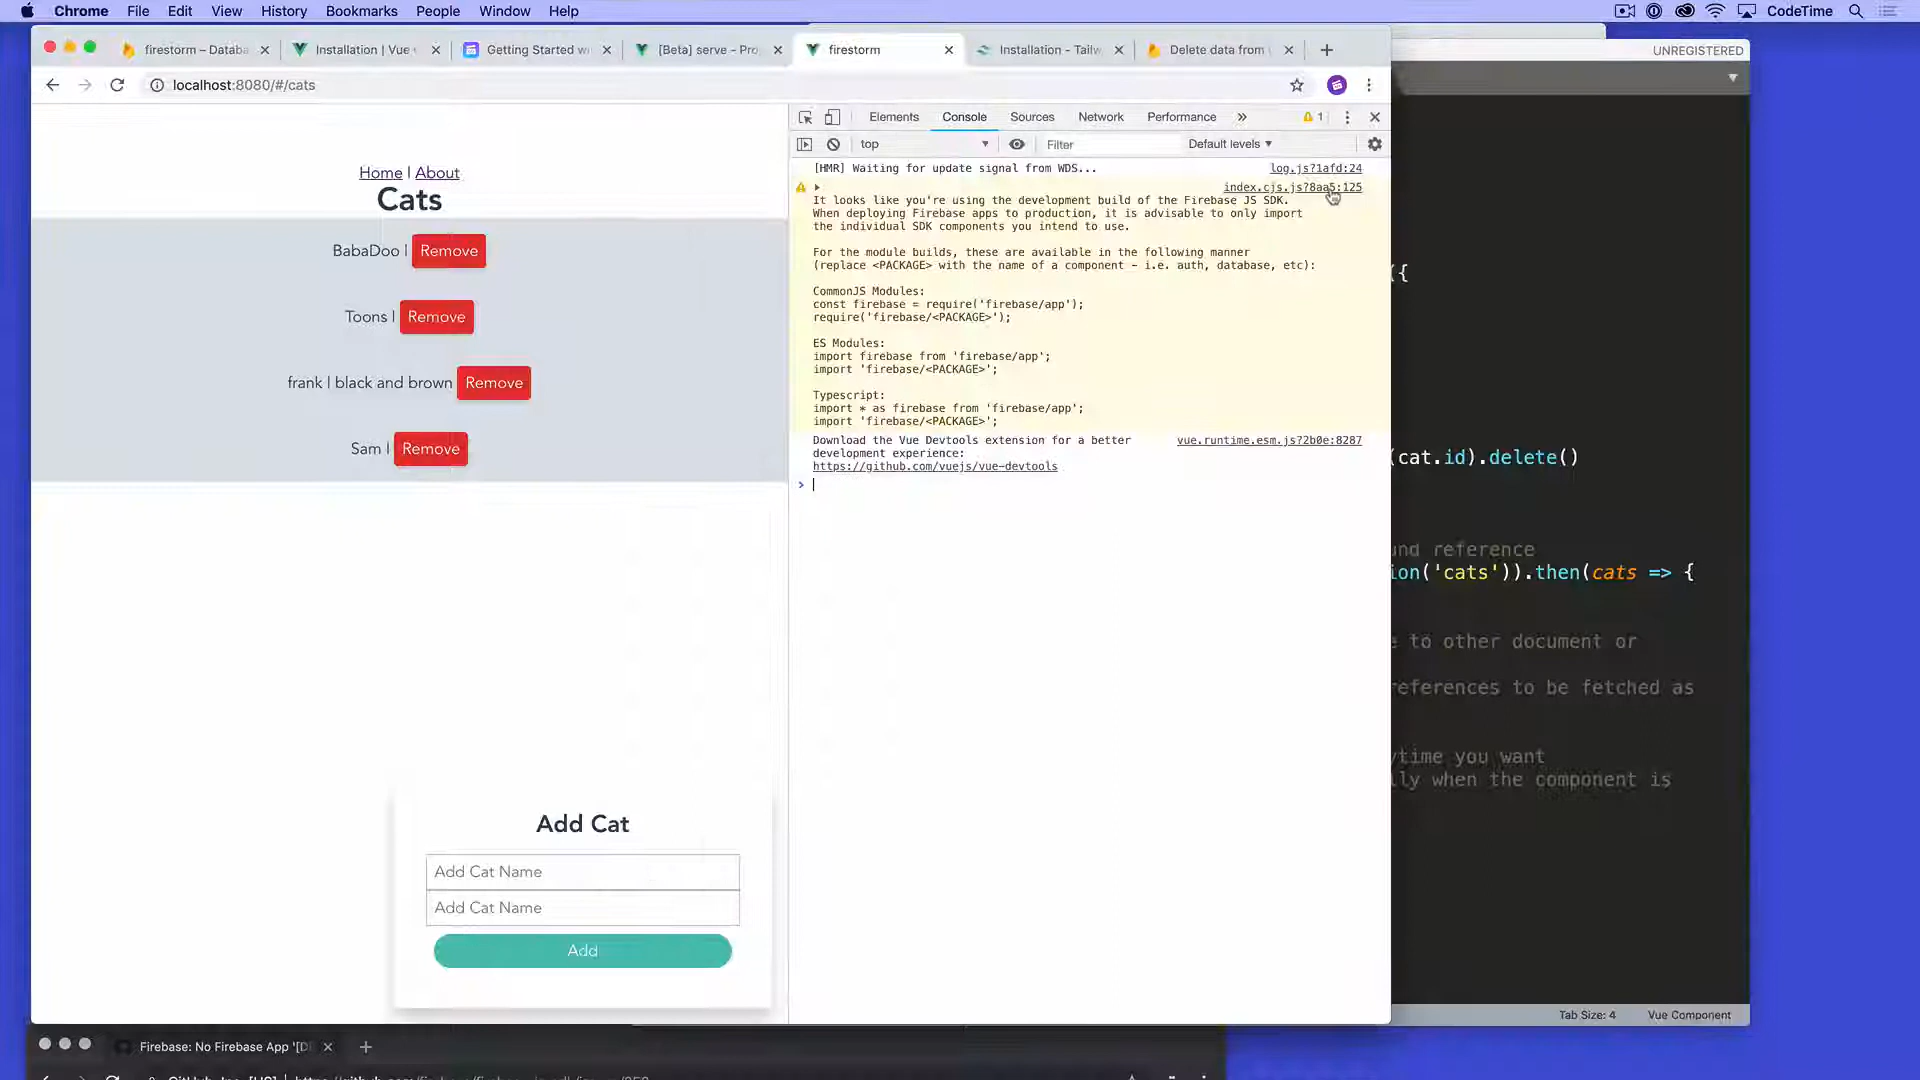 Chrome File Edit View History Bookmarks People Window Help CodeTime
UNREGISTERED
firestorm – Databa Installation | Vue Getting Started w [Beta] serve – Pro firestorm Installation - Tailw Delete data from
localhost:8080/#/cats
Elements Console Sources Network Performance » 1
top Filter Default levels
Home | About
Cats
BabaDoo | Remove
Toons | Remove
frank | black and brown Remove
Sam | Remove
Add Cat
Add Cat Name
Add Cat Name
Add
[HMR] Waiting for update signal from WDS... log.js?1afd:24
index.cjs.js?8aa5:125
It looks like you're using the development build of the Firebase JS SDK.
When deploying Firebase apps to production, it is advisable to only import
the individual SDK components you intend to use.
For the module builds, these are available in the following manner
(replace <PACKAGE> with the name of a component - i.e. auth, database, etc):
CommonJS Modules:
const firebase = require('firebase/app');
require('firebase/<PACKAGE>');
ES Modules:
import firebase from 'firebase/app';
import 'firebase/<PACKAGE>';
Typescript:
import * as firebase from 'firebase/app';
import 'firebase/<PACKAGE>';
Download the Vue Devtools extension for a better vue.runtime.esm.js?2b0e:8287
development experience:
https://github.com/vuejs/vue-devtools
>
({
(cat.id).delete()
und reference
ion('cats')).then(cats => {
e to other document or
references to be fetched as
ytime you want
lly when the component is
Tab Size: 4 Vue Component
Firebase: No Firebase App '[D